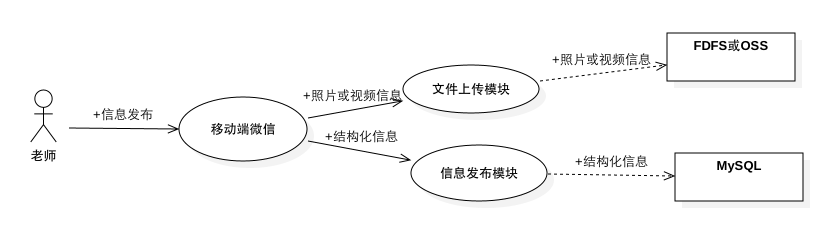 老师
+信息发布
移动端微信
+照片或视频信息
+结构化信息
文件上传模块
信息发布模块
+照片或视频信息
+结构化信息
FDFS或OSS
MySQL